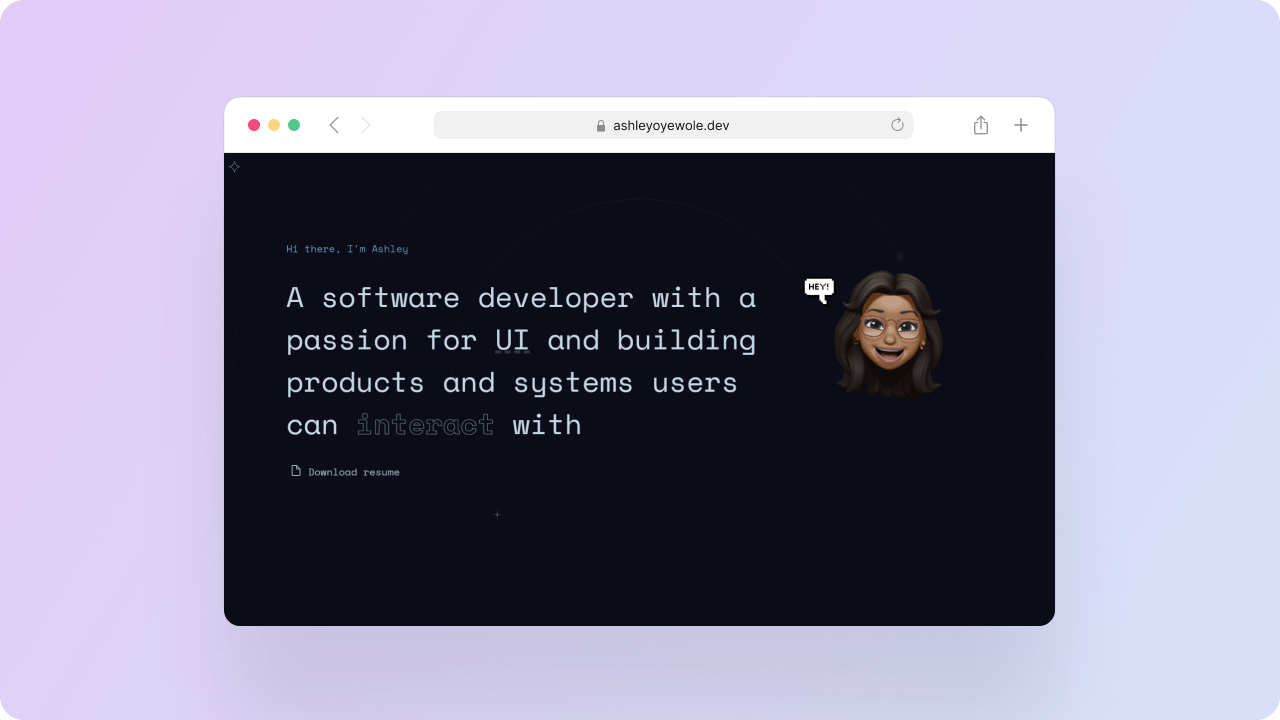 ashleyoyewole.dev
Hi there, I'm Ashley
HEY!
A software developer with a
passion for UI and building
products and systems users
can interact with
Download resume